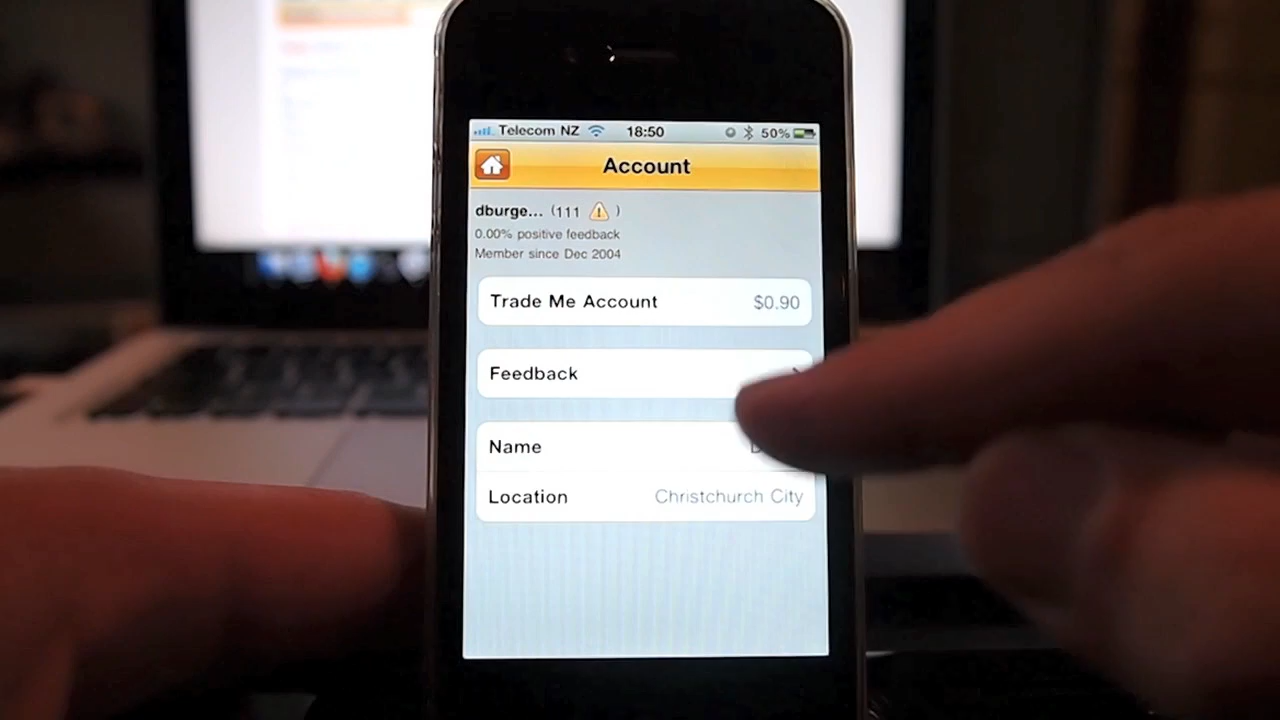 Telecom NZ 18:50 50%
Account
dburge... (111 )
0.00% positive feedback
Member since Dec 2004
Trade Me Account $0.90
Feedback
Name
Location Christchurch City